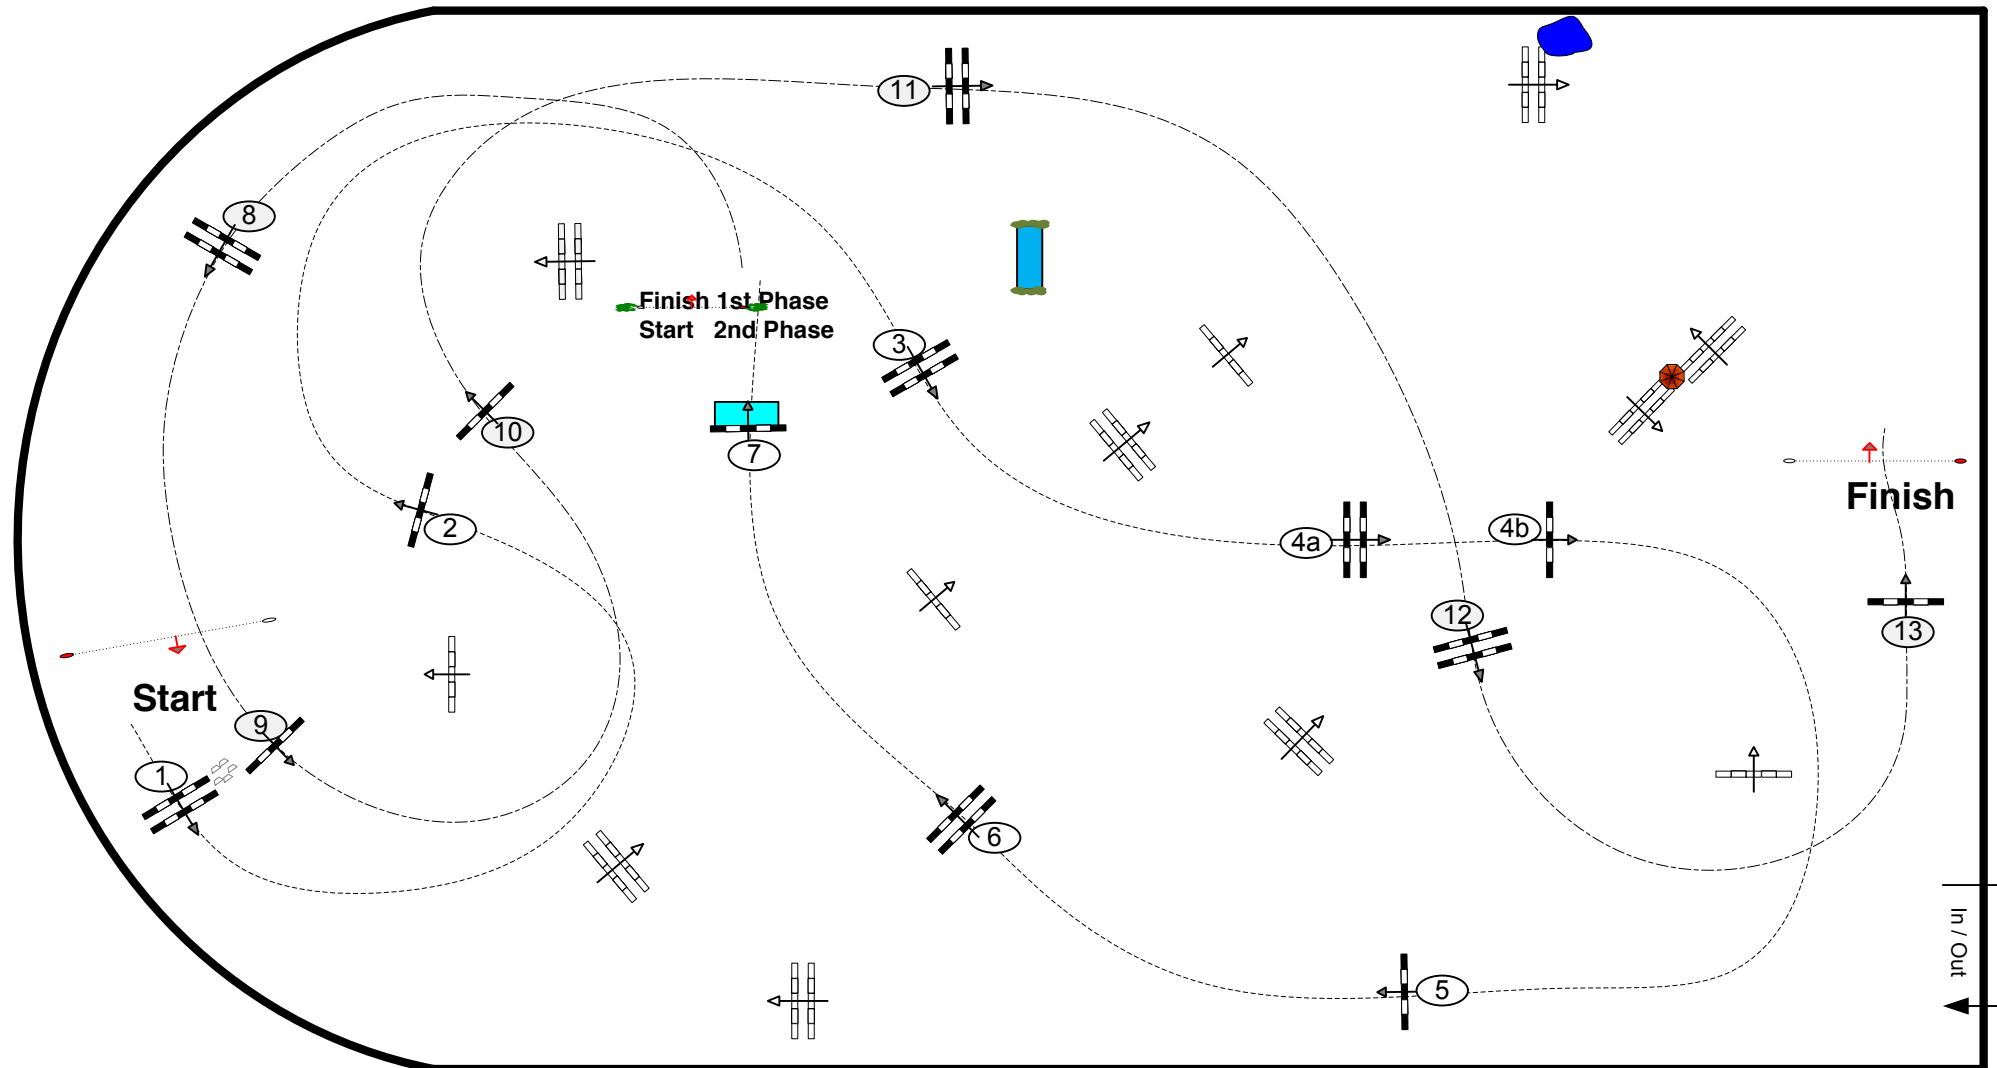 11
8
Finish 1st Phase
Start 2nd Phase
3
10
7
2
4a
4b
Finish
12
13
Start
9
1
6
In / Out
5